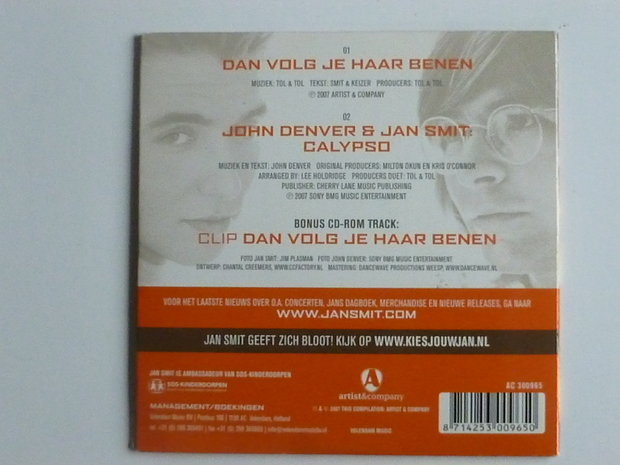 01
DAN VOLG JE HAAR BENEN
MUZIEK: TOL & TOL TEKST: SMIT & KEIZER PRODUCERS: TOL & TOL
℗ 2007 ARTIST & COMPANY
02
JOHN DENVER & JAN SMIT:
CALYPSO
MUZIEK EN TEKST: JOHN DENVER ORIGINAL PRODUCERS: MILTON OKUN EN KRIS O'CONNOR
ARRANGED BY: LEE HOLDRIDGE PRODUCERS DUET: TOL & TOL
PUBLISHER: CHERRY LANE MUSIC PUBLISHING
℗ 2007 SONY BMG MUSIC ENTERTAINMENT
BONUS CD-ROM TRACK:
CLIP DAN VOLG JE HAAR BENEN
FOTO JAN SMIT: JIM PLASMAN FOTO JOHN DENVER: SONY BMG MUSIC ENTERTAINMENT
ONTWERP: CHANTAL CREEMERS, WWW.CCFACTORY.NL MASTERING: DANCEWAVE PRODUCTIONS WEESP, WWW.DANCEWAVE.NL
VOOR HET LAATSTE NIEUWS OVER O.A. CONCERTEN, JANS DAGBOEK, MERCHANDISE EN NIEUWE RELEASES, GA NAAR
WWW.JANSMIT.COM
JAN SMIT GEEFT ZICH BLOOT! KIJK OP WWW.KIESJOUWJAN.NL
JAN SMIT IS AMBASSADEUR VAN SOS-KINDERDORPEN
SOS-KINDERDORPEN
MANAGEMENT/BOEKINGEN
artist&company
℗ & © 2007 THIS COMPILATION: ARTIST & COMPANY
VOLENDAM MUSIC
AC 300965
8 714253 009650